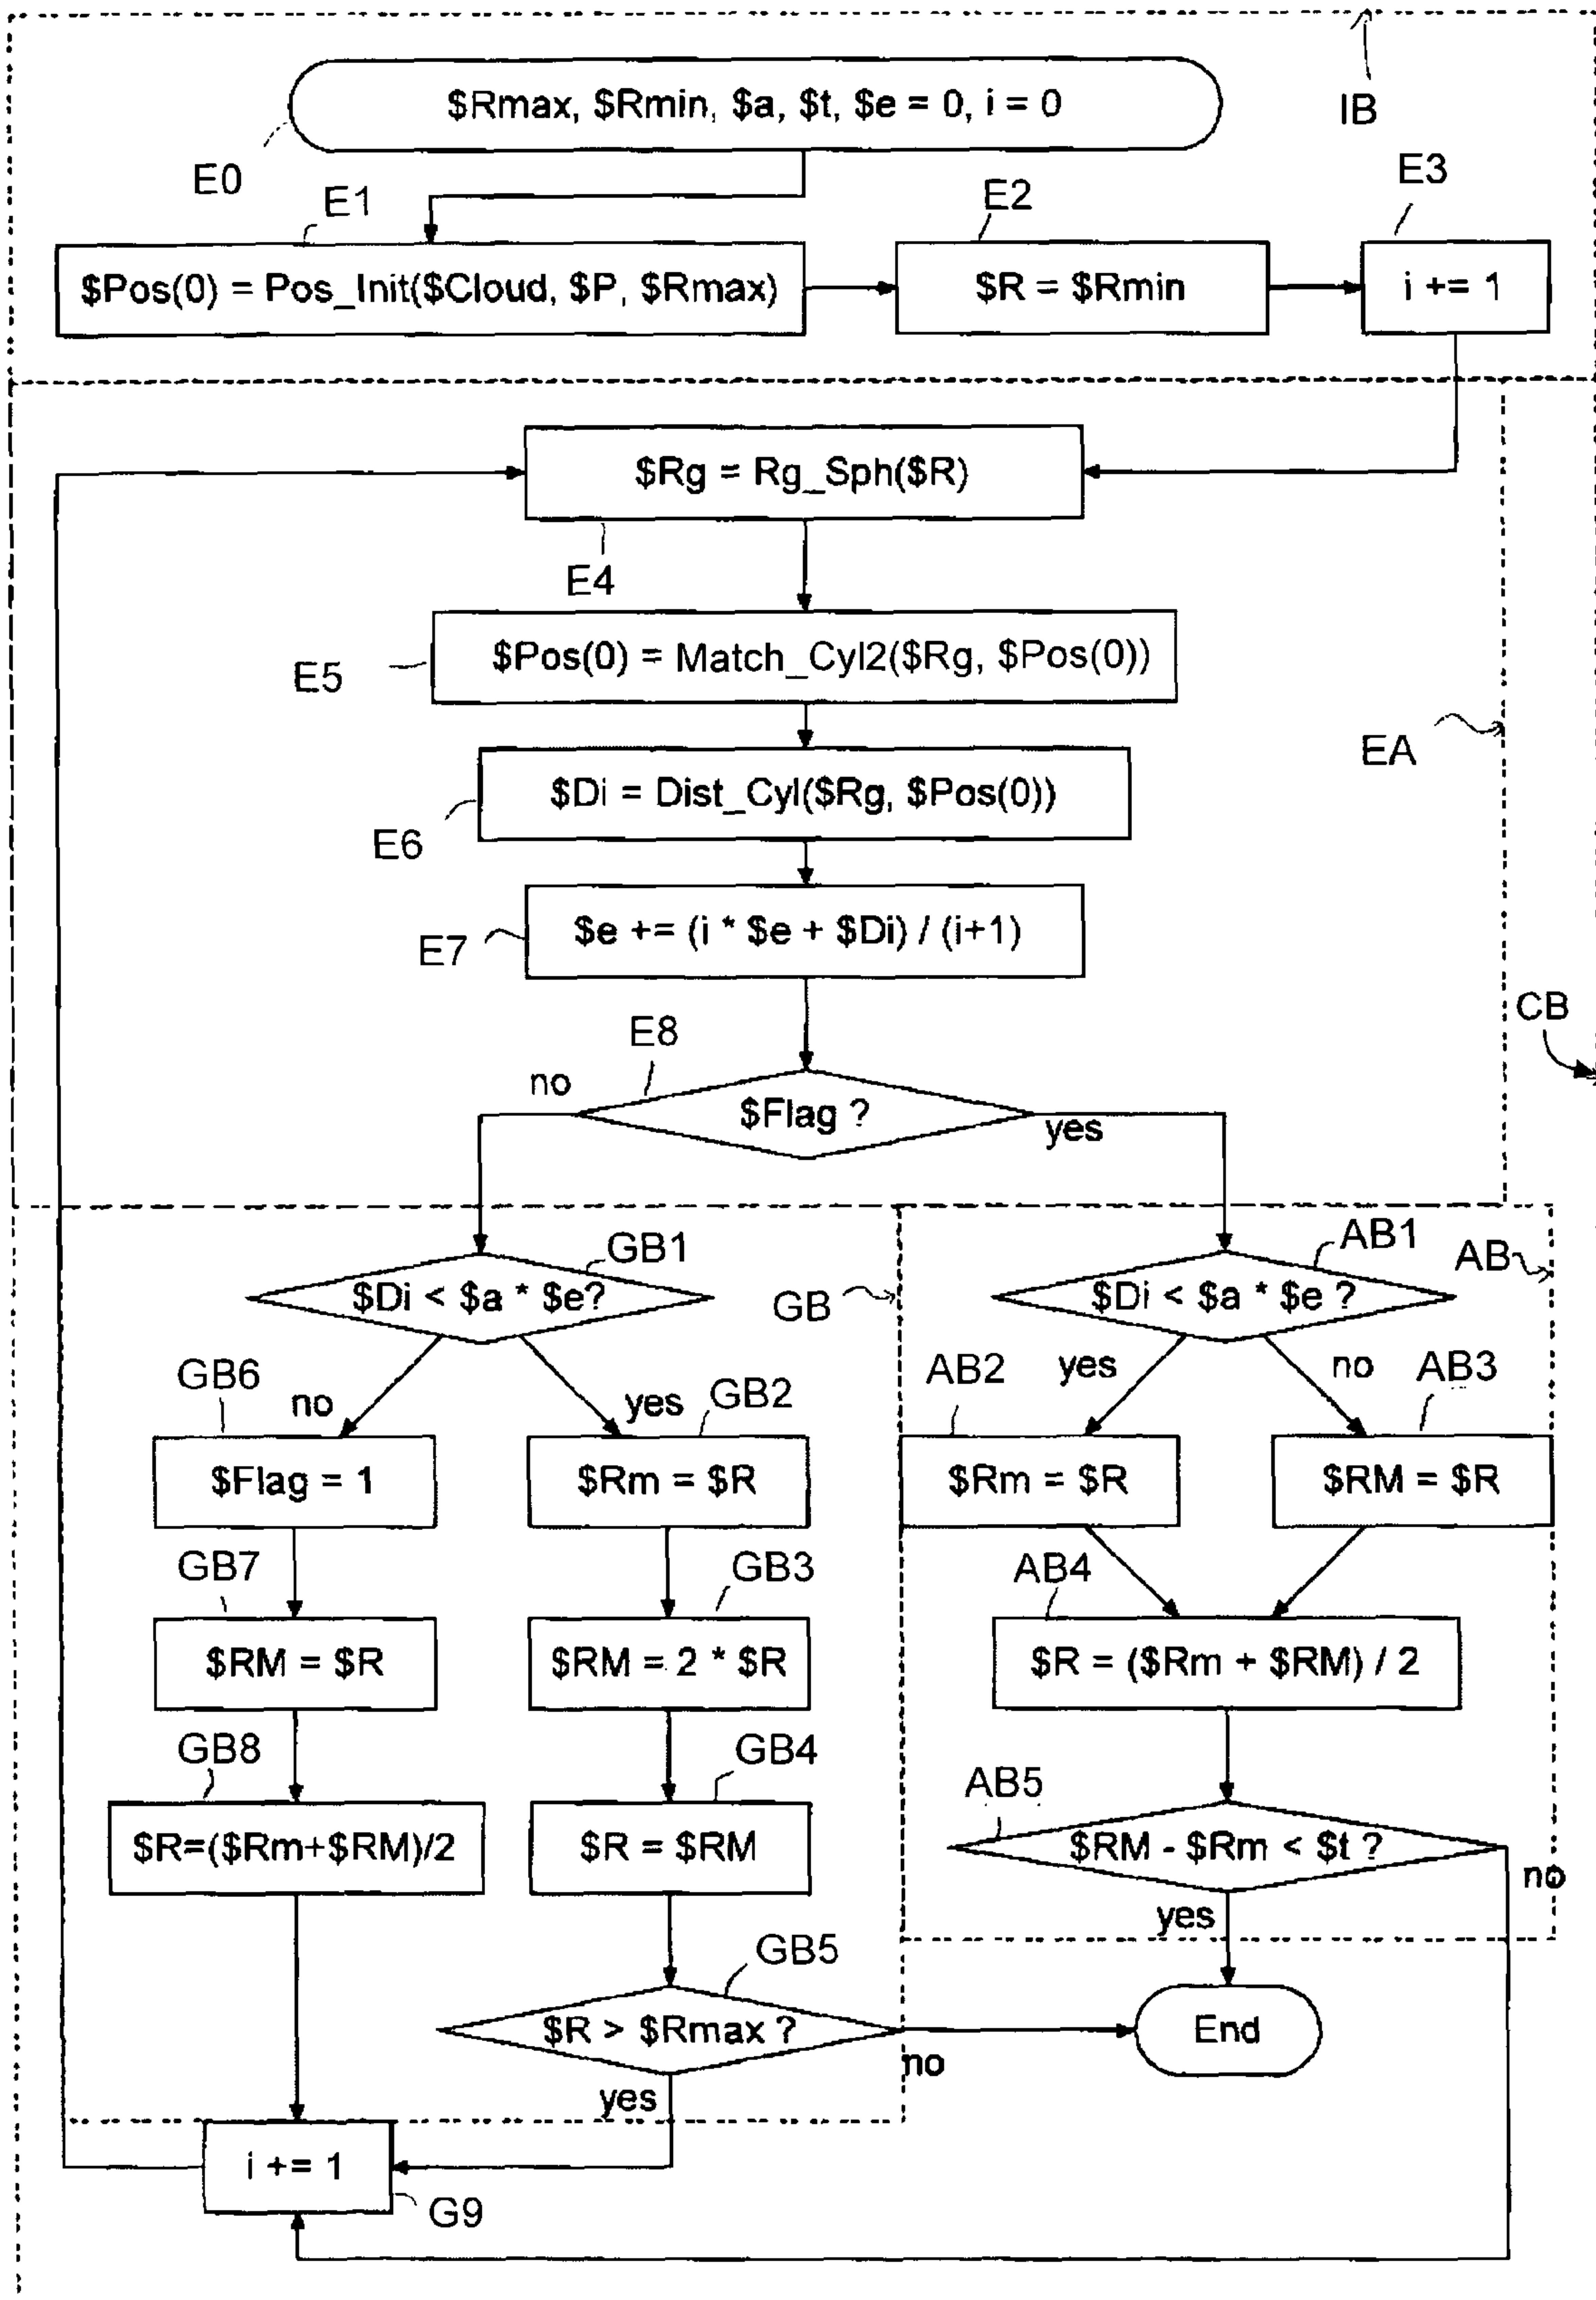 IB
$Rmax, $Rmin, $a, $t, $e = 0, i = 0
E0
E1
E2
E3
$Pos(0) = Pos_Init($Cloud, $P, $Rmax)
$R = $Rmin
i += 1
$Rg = Rg_Sph($R)
E4
$Pos(0) = Match_Cyl2($Rg, $Pos(0))
E5
EA
$Di = Dist_Cyl($Rg, $Pos(0))
E6
$e += (i * $e + $Di) / (i+1)
E7
CB
E8
no
$Flag ?
yes
GB1
AB1
AB
$Di < $a * $e?
GB
$Di < $a * $e ?
GB6
no
yes
GB2
AB2
yes
no
AB3
$Flag = 1
$Rm = $R
$Rm = $R
$RM = $R
GB7
GB3
AB4
$RM = $R
$RM = 2 * $R
$R = ($Rm + $RM) / 2
GB8
GB4
AB5
$R=($Rm+$RM)/2
$R = $RM
$RM - $Rm < $t ?
no
yes
GB5
$R > $Rmax ?
no
End
yes
i += 1
G9